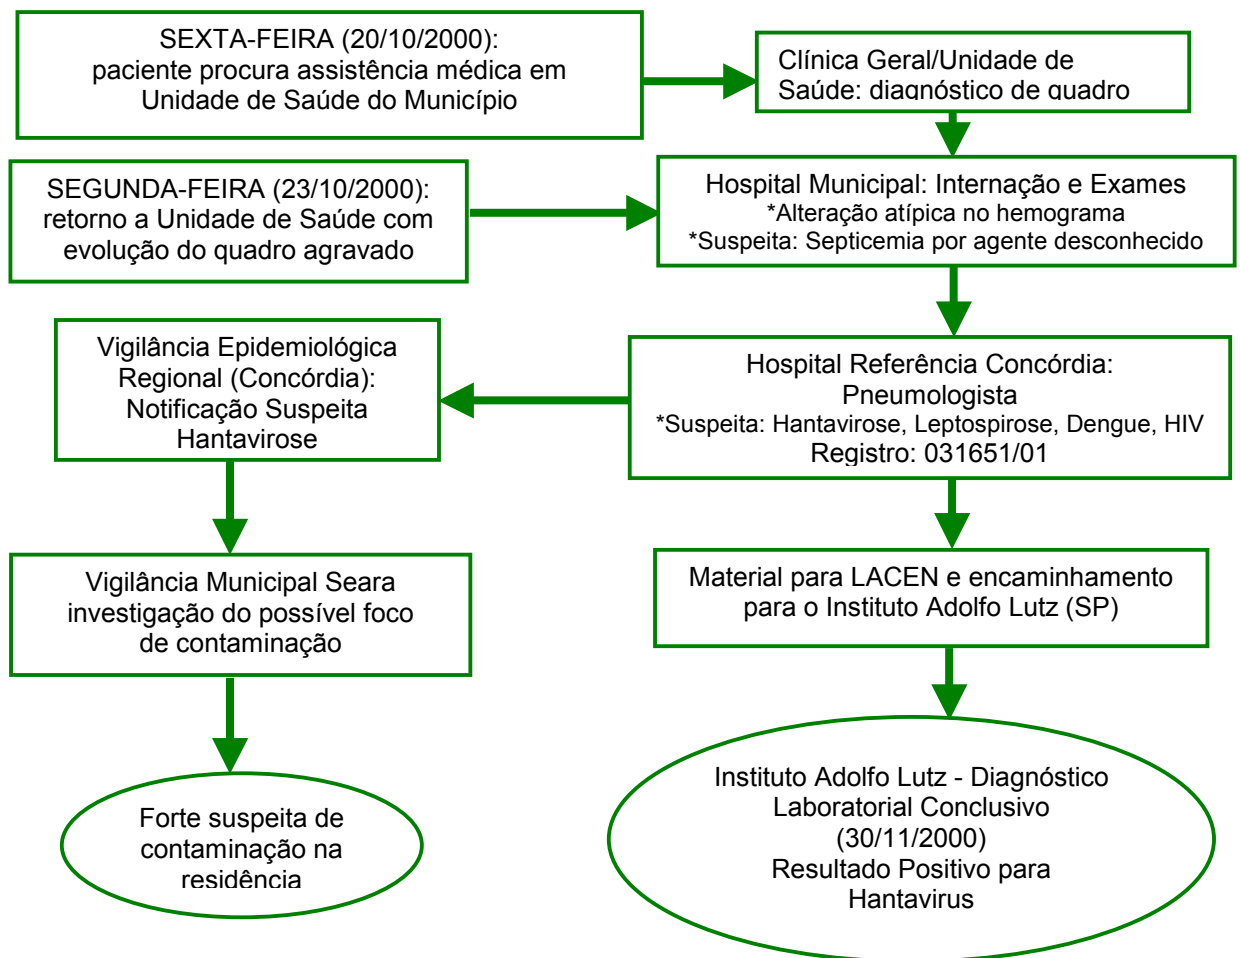 SEXTA-FEIRA (20/10/2000):
paciente procura assistência médica em
Unidade de Saúde do Município
Clínica Geral/Unidade de
Saúde: diagnóstico de quadro
SEGUNDA-FEIRA (23/10/2000):
retorno a Unidade de Saúde com
evolução do quadro agravado
Hospital Municipal: Internação e Exames
*Alteração atípica no hemograma
*Suspeita: Septicemia por agente desconhecido
Vigilância Epidemiológica
Regional (Concórdia):
Notificação Suspeita
Hantavirose
Hospital Referência Concórdia:
Pneumologista
*Suspeita: Hantavirose, Leptospirose, Dengue, HIV
Registro: 031651/01
Vigilância Municipal Seara
investigação do possível foco
de contaminação
Material para LACEN e encaminhamento
para o Instituto Adolfo Lutz (SP)
Forte suspeita de
contaminação na
residência
Instituto Adolfo Lutz - Diagnóstico
Laboratorial Conclusivo
(30/11/2000)
Resultado Positivo para
Hantavirus